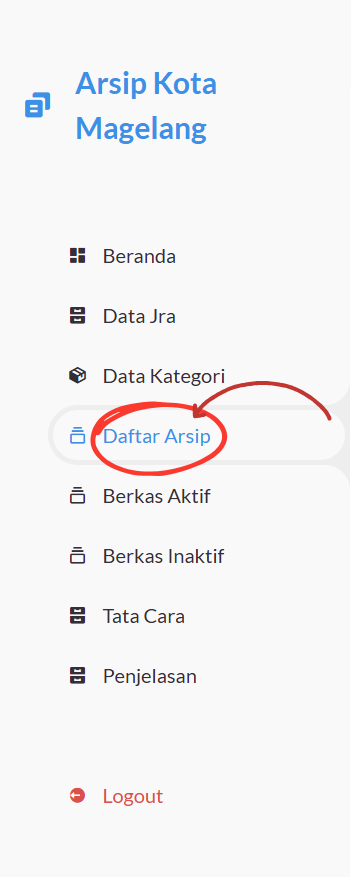 Arsip Kota
Magelang
Beranda
Data Jra
Data Kategori
Daftar Arsip
Berkas Aktif
Berkas Inaktif
Tata Cara
Penjelasan
Logout